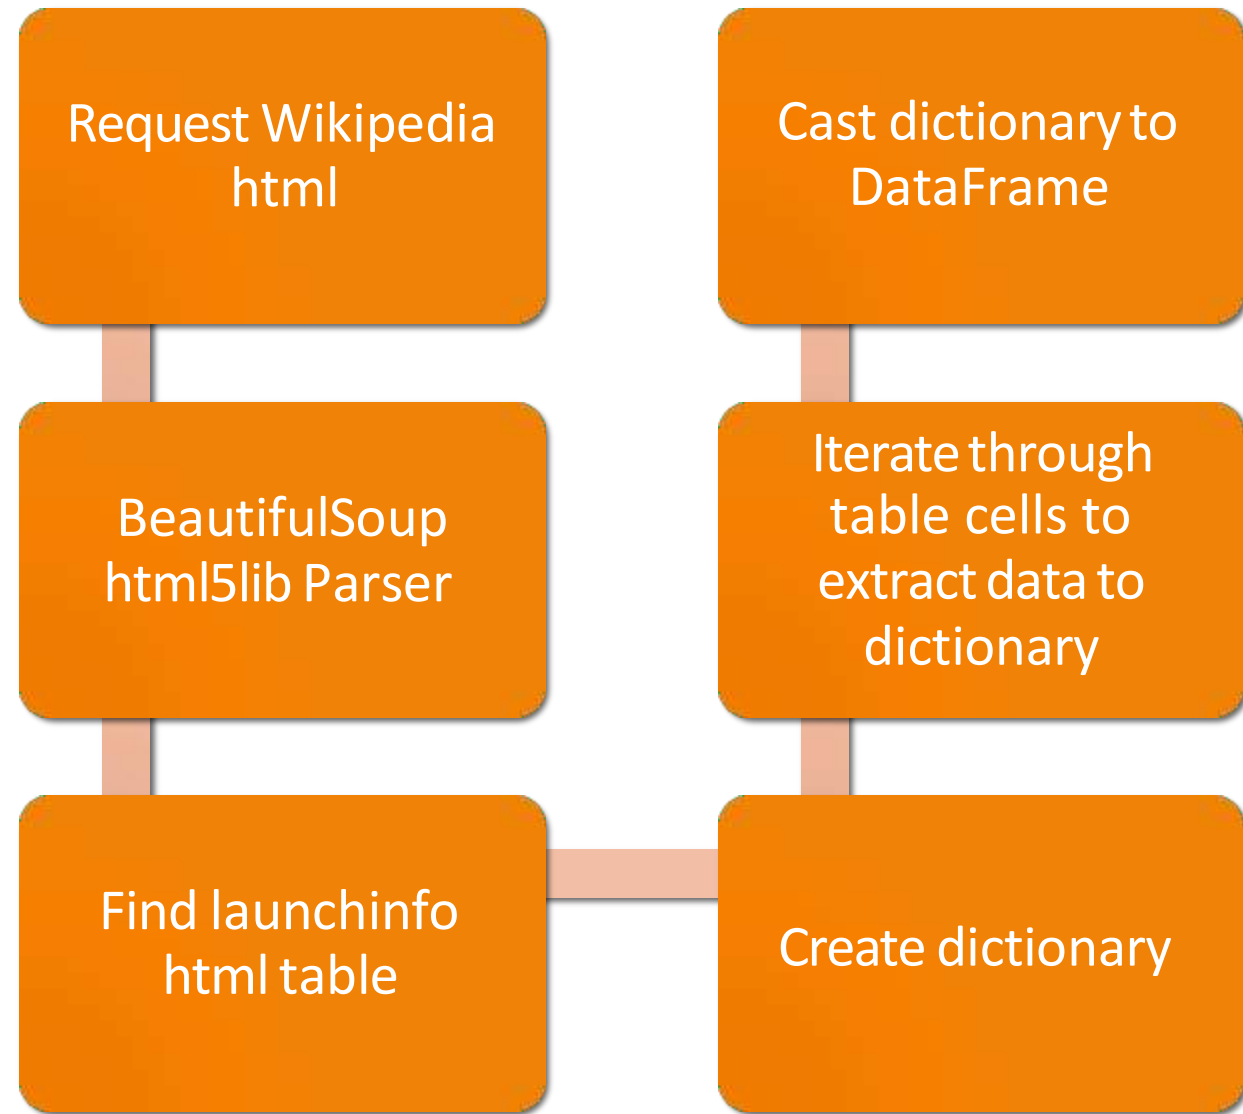 Request Wikipedia
html
BeautifulSoup
html5lib Parser
Find launchinfo
html table
Create dictionary
Iterate through
table cells to
extract data to
dictionary
Cast dictionary to
DataFrame